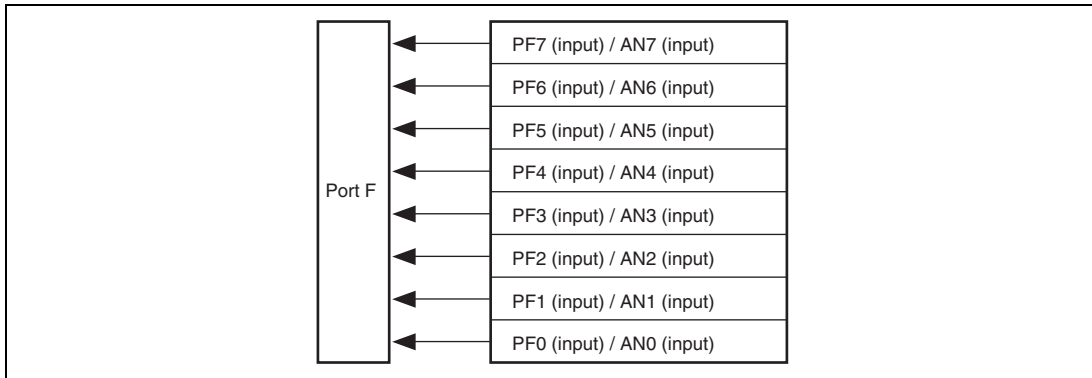 PF7 (input) / AN7 (input)
PF6 (input) / AN6 (input)
PF5 (input) / AN5 (input)
PF4 (input) / AN4 (input)
Port F
PF3 (input) / AN3 (input)
PF2 (input) / AN2 (input)
PF1 (input) / AN1 (input)
PF0 (input) / AN0 (input)